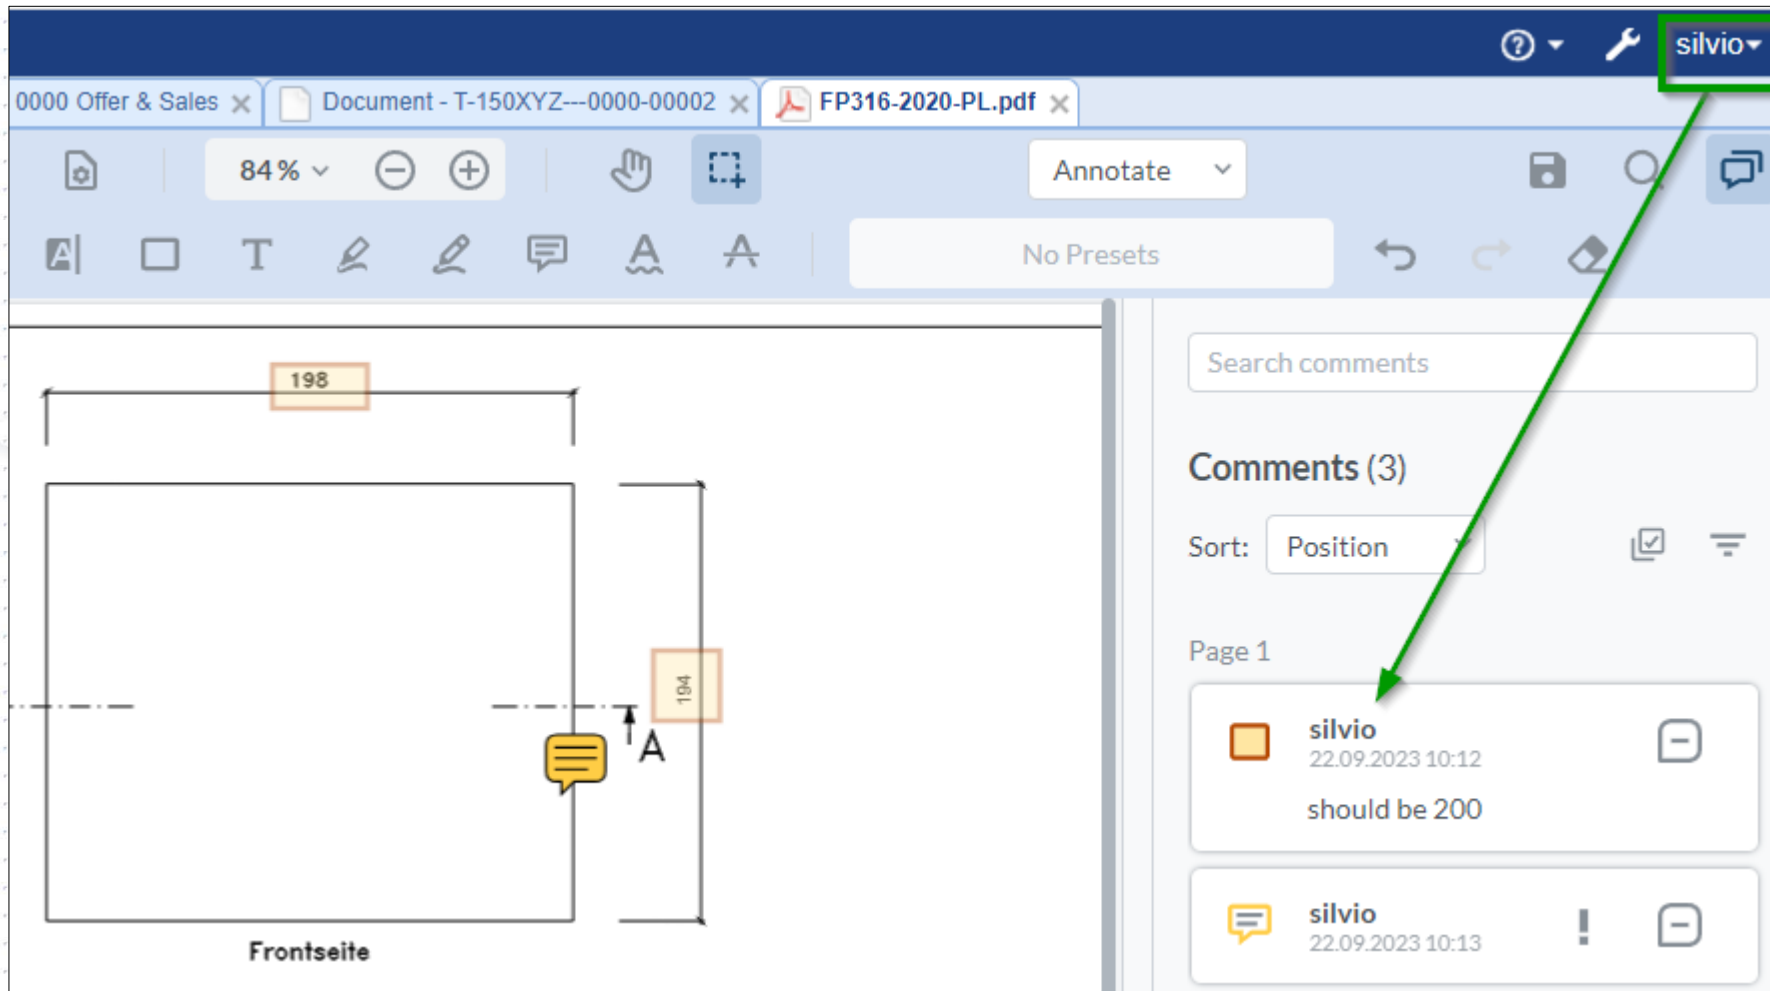 silvio
0000 Offer & Sales
Document - T-150XYZ---0000-00002
FP316-2020-PL.pdf
84%
Annotate
A
T
A
A
No Presets
198
194
A
Frontseite
Search comments
Comments (3)
Sort: Position
Page 1
silvio
22.09.2023 10:12
should be 200
silvio
22.09.2023 10:13